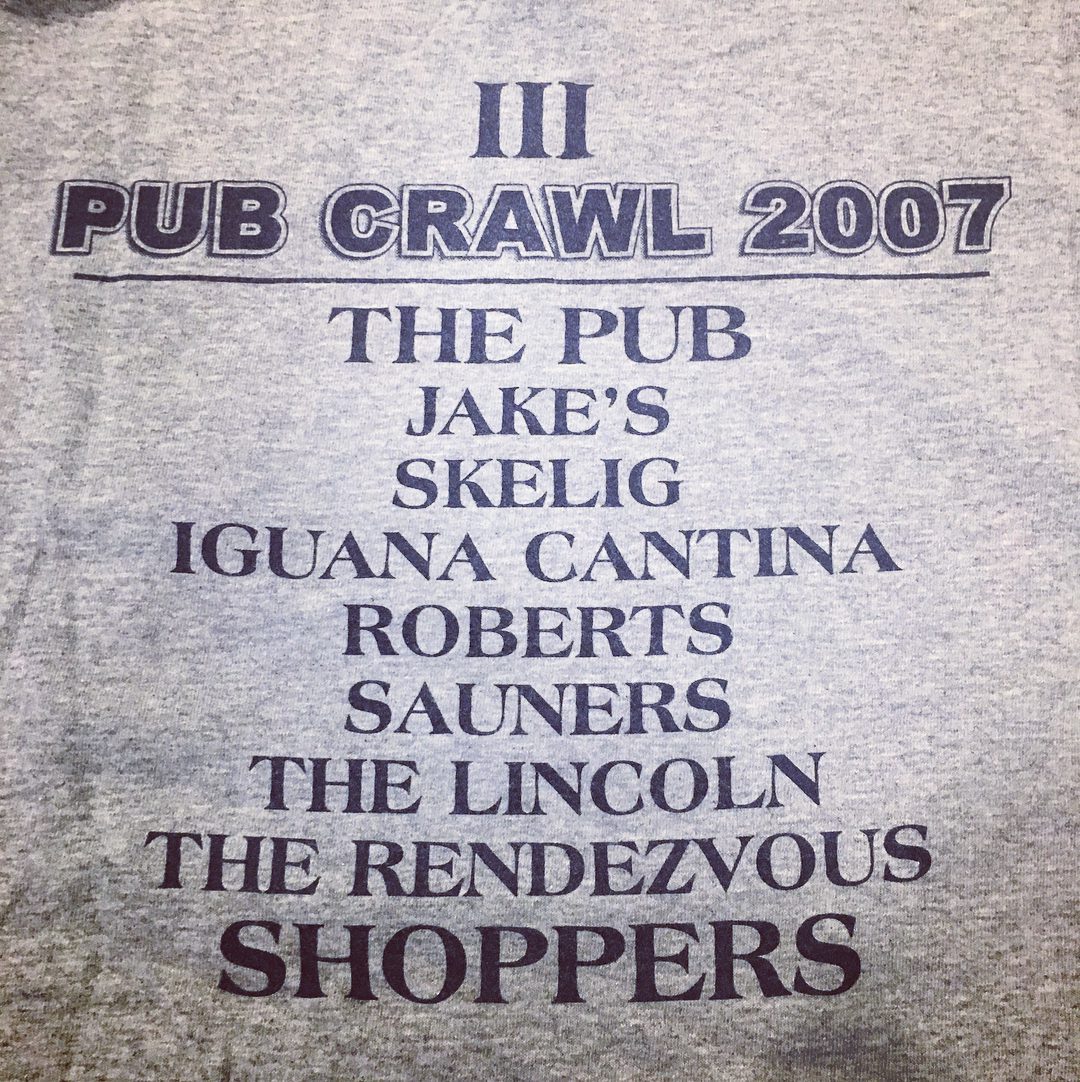 III
PUB CRAWL 2007
THE PUB
JAKE'S
SKELIG
IGUANA CANTINA
ROBERTS
SAUNERS
THE LINCOLN
THE RENDEZVOUS
SHOPPERS